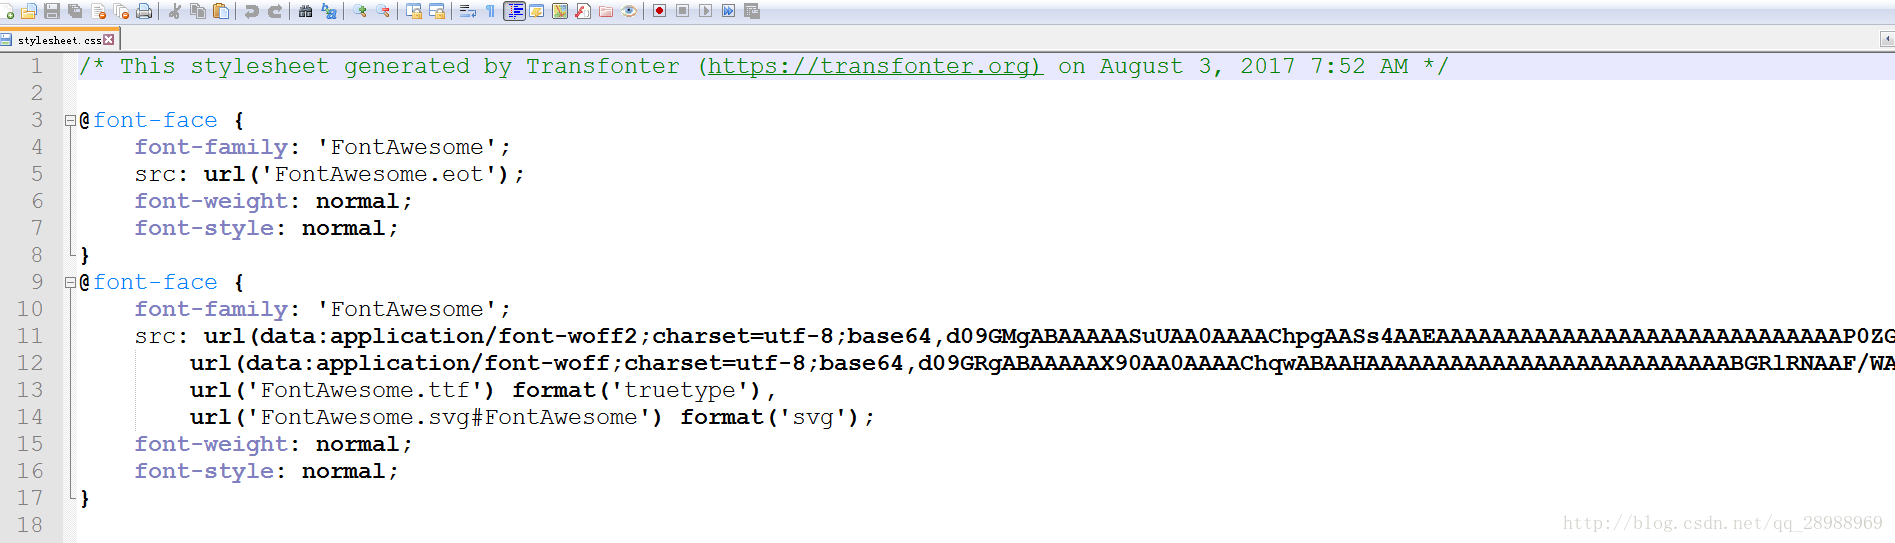 stylesheet.css
1 /* This stylesheet generated by Transfonter (https://transfonter.org) on August 3, 2017 7:52 AM */
2
3 @font-face {
4 font-family: 'FontAwesome';
5 src: url('FontAwesome.eot');
6 font-weight: normal;
7 font-style: normal;
8 }
9 @font-face {
10 font-family: 'FontAwesome';
11 src: url(data:application/font-woff2;charset=utf-8;base64,d09GMgABAAAAASuUAA0AAAAChpgAASs4AAEAAAAAAAAAAAAAAAAAAAAAAAAAAAAAAP0ZG
12 url(data:application/font-woff;charset=utf-8;base64,d09GRgABAAAAAX90AA0AAAAChqwABAAHAAAAAAAAAAAAAAAAAAAAAAAAAABGRlRNAAF/WA
13 url('FontAwesome.ttf') format('truetype'),
14 url('FontAwesome.svg#FontAwesome') format('svg');
15 font-weight: normal;
16 font-style: normal;
17 }
18
http://blog.csdn.net/qq_28988969